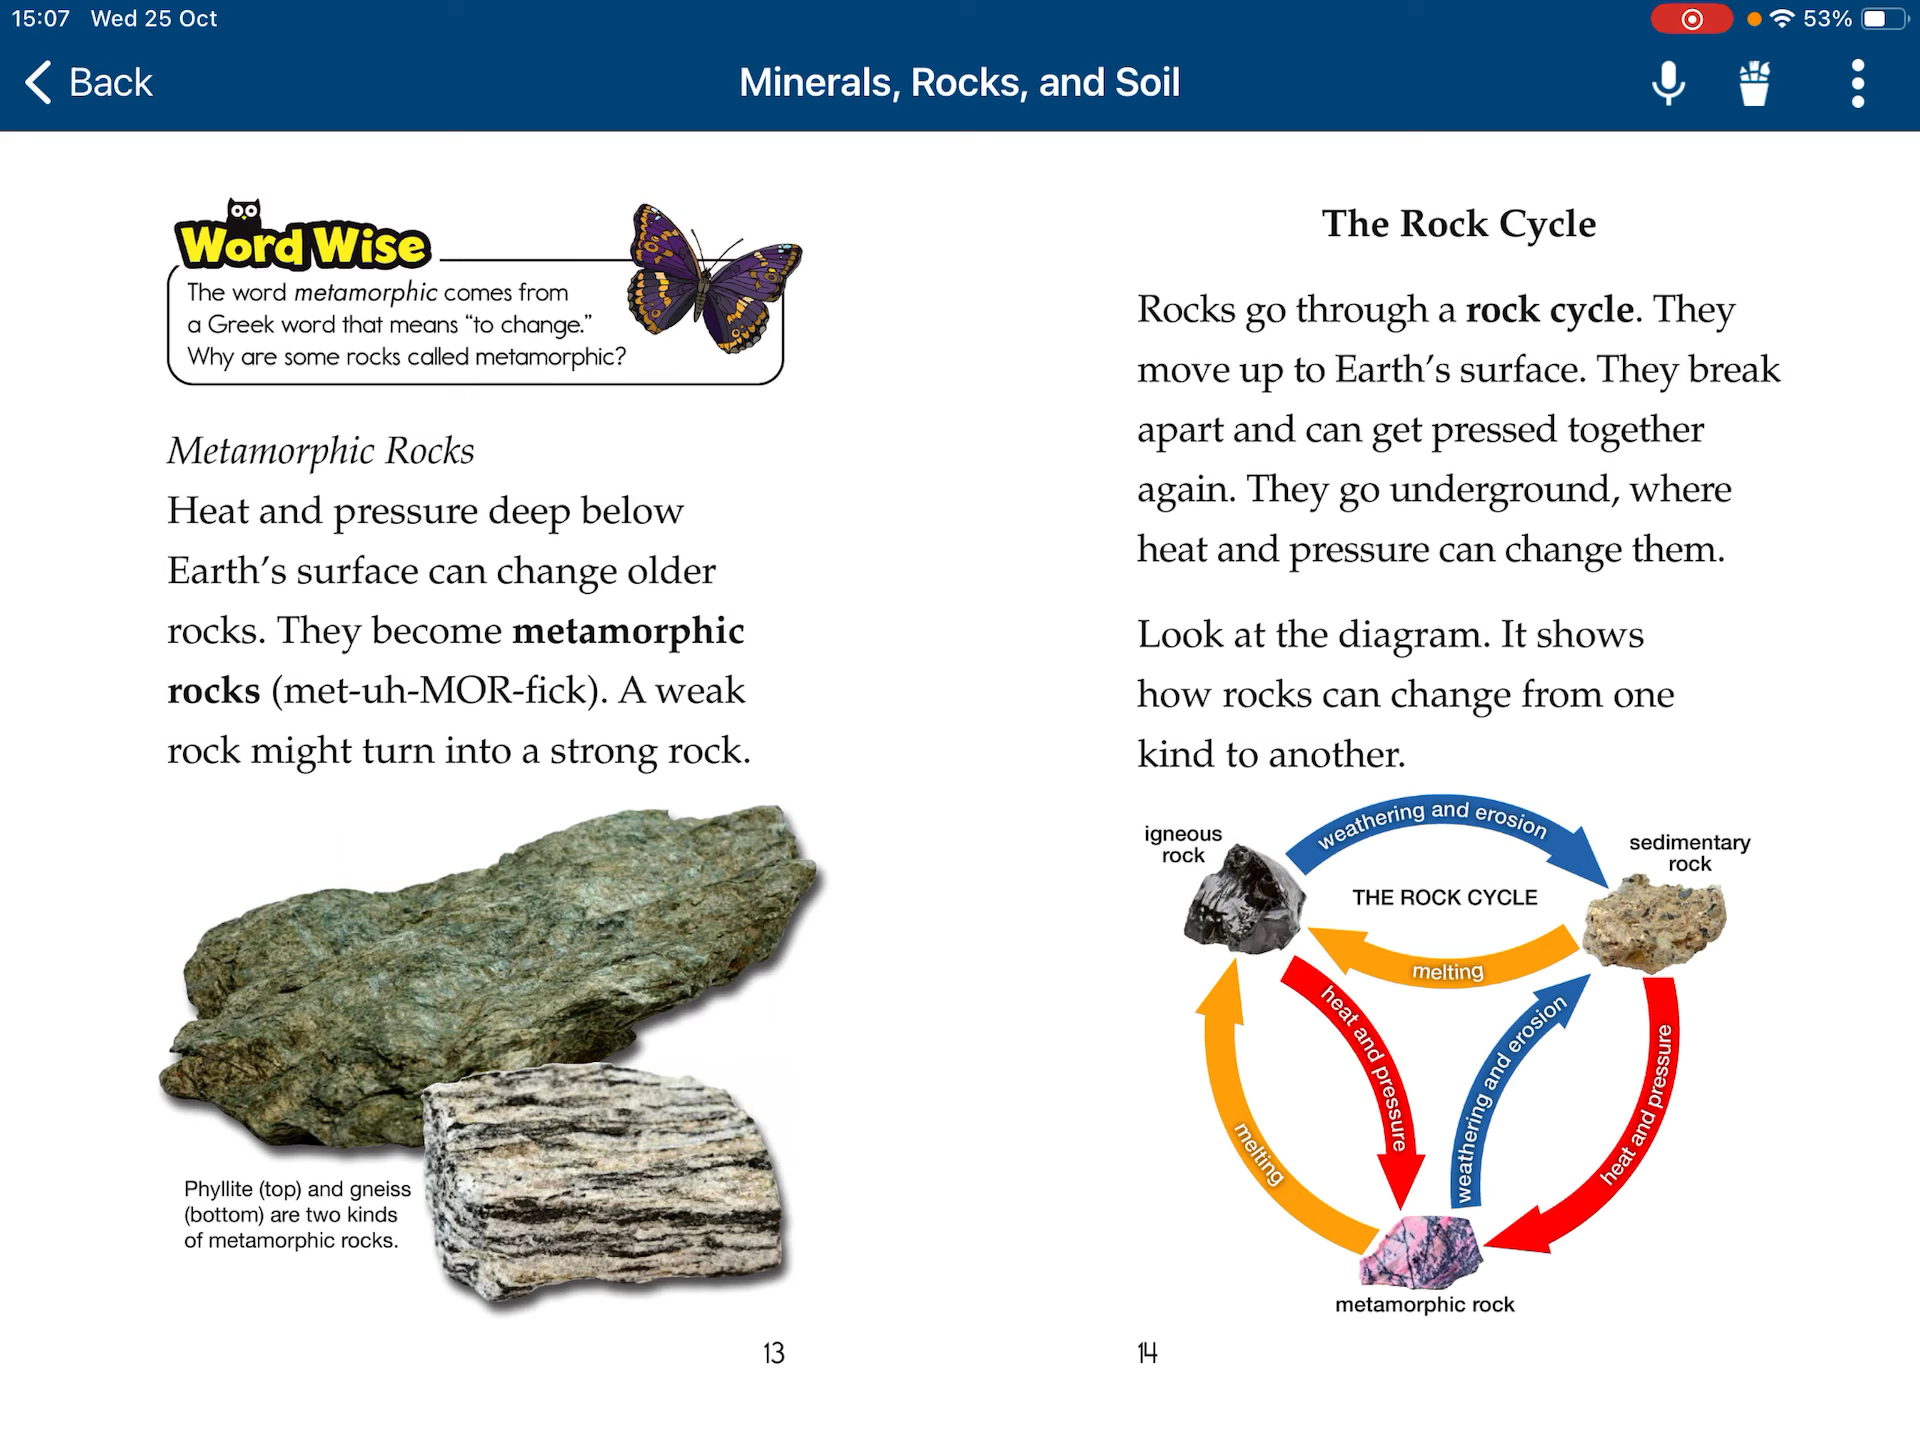 15:07 Wed 25 Oct
53%
Back
Minerals, Rocks, and Soil
Word Wise
The word metamorphic comes from
a Greek word that means “to change.”
Why are some rocks called metamorphic?
Metamorphic Rocks
Heat and pressure deep below
Earth’s surface can change older
rocks. They become metamorphic
rocks (met-uh-MOR-fick). A weak
rock might turn into a strong rock.
Phyllite (top) and gneiss
(bottom) are two kinds
of metamorphic rocks.
13
The Rock Cycle
Rocks go through a rock cycle. They
move up to Earth’s surface. They break
apart and can get pressed together
again. They go underground, where
heat and pressure can change them.
Look at the diagram. It shows
how rocks can change from one
kind to another.
igneous
rock
weathering and erosion
sedimentary
rock
THE ROCK CYCLE
melting
heat and pressure
weathering and erosion
heat and pressure
melting
metamorphic rock
14